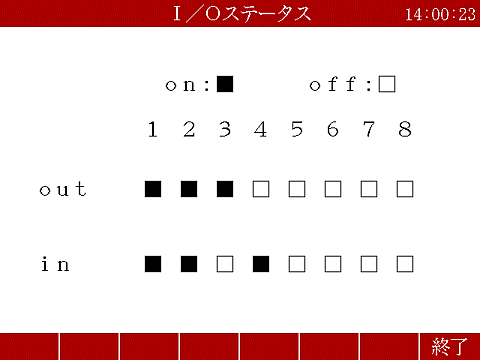 I／Oステータス 14:00:23
on:■ off:□
1 2 3 4 5 6 7 8
out ■ ■ ■ □ □ □ □ □
in ■ ■ □ ■ □ □ □ □
終了